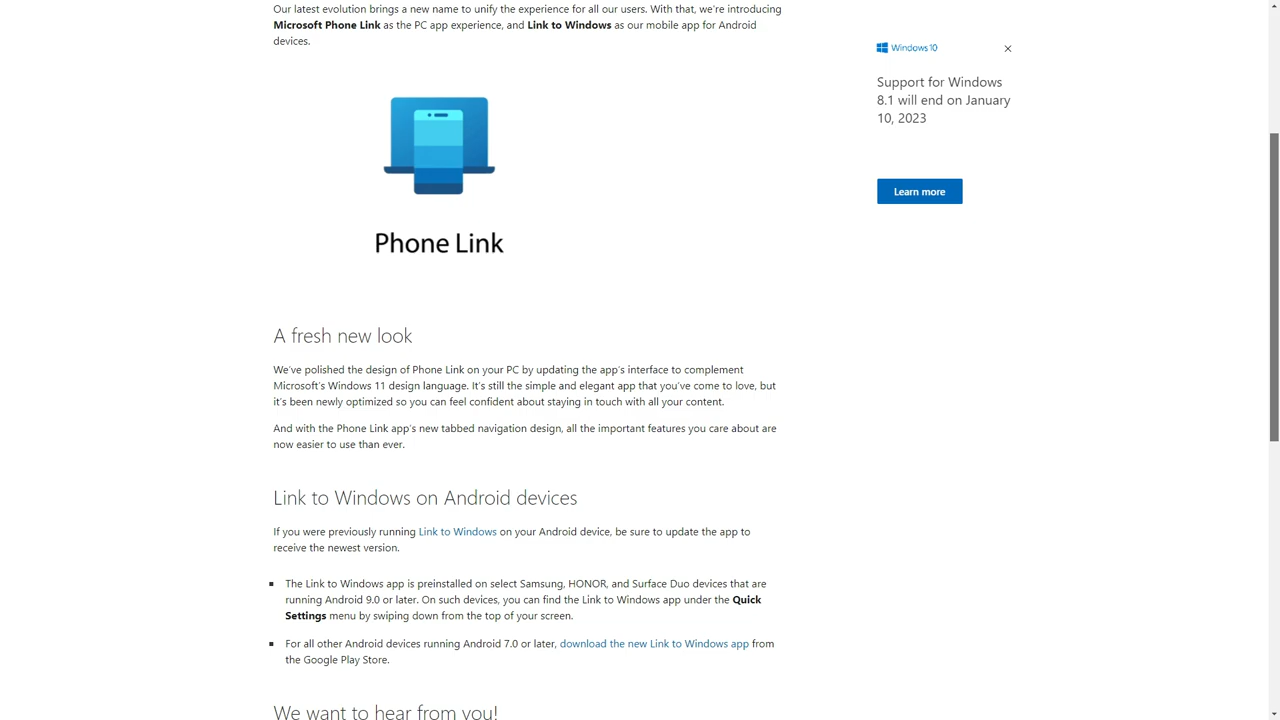 Our latest evolution brings a new name to unify the experience for all our users. With that, we're introducing
Microsoft Phone Link as the PC app experience, and Link to Windows as our mobile app for Android
devices.
Windows10
Support for Windows
8.1 will end on January
10, 2023
Learn more
Phone Link
A fresh new look
We've polished the design of Phone Link on your PC by updating the app's interface to complement
Microsoft's Windows 11 design language. It's still the simple and elegant app that you've come to love, but
it's been newly optimized so you can feel confident about staying in touch with all your content.
And with the Phone Link app's new tabbed navigation design, all the important features you care about are
now easier to use than ever.
Link to Windows on Android devices
If you were previously running Link to Windows on your Android device, be sure to update the app to
receive the newest version.
The Link to Windows app is preinstalled on select Samsung, HONOR, and Surface Duo devices that are
running Android 9.0 or later. On such devices, you can find the Link to Windows app under the Quick
Settings menu by swiping down from the top of your screen.
For all other Android devices running Android 7.0 or later, download the new Link to Windows app from
the Google Play Store.
We want to hear from you!